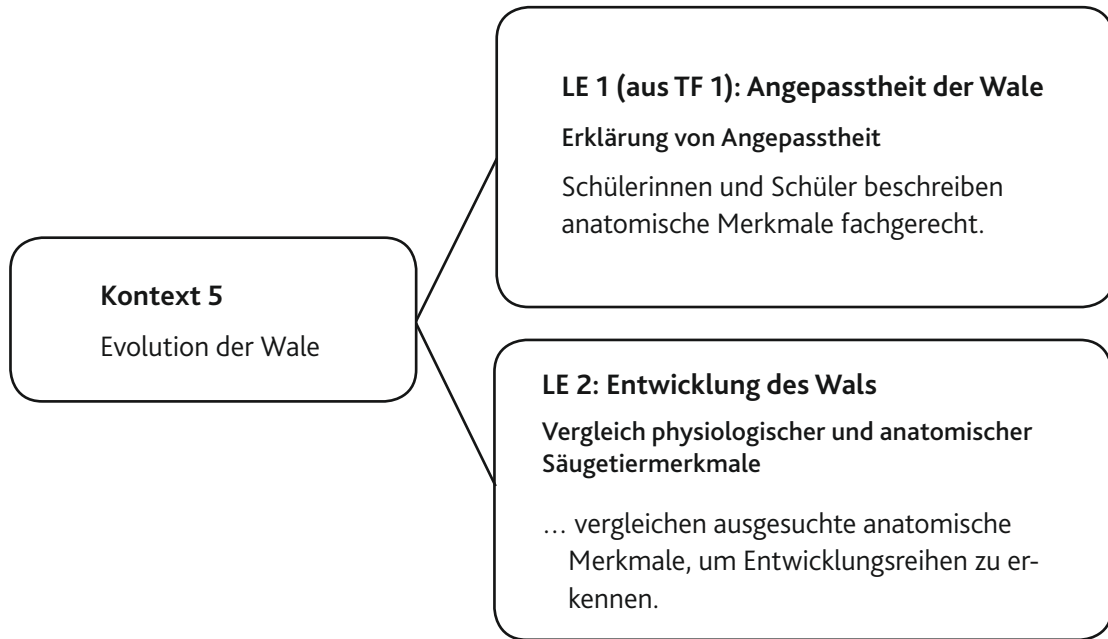 Kontext 5
Evolution der Wale
LE 1 (aus TF 1): Angepasstheit der Wale
Erklärung von Angepasstheit
Schülerinnen und Schüler beschreiben
anatomische Merkmale fachgerecht.
LE 2: Entwicklung des Wals
Vergleich physiologischer und anatomischer
Säugetiermerkmale
… vergleichen ausgesuchte anatomische
Merkmale, um Entwicklungsreihen zu er-
kennen.